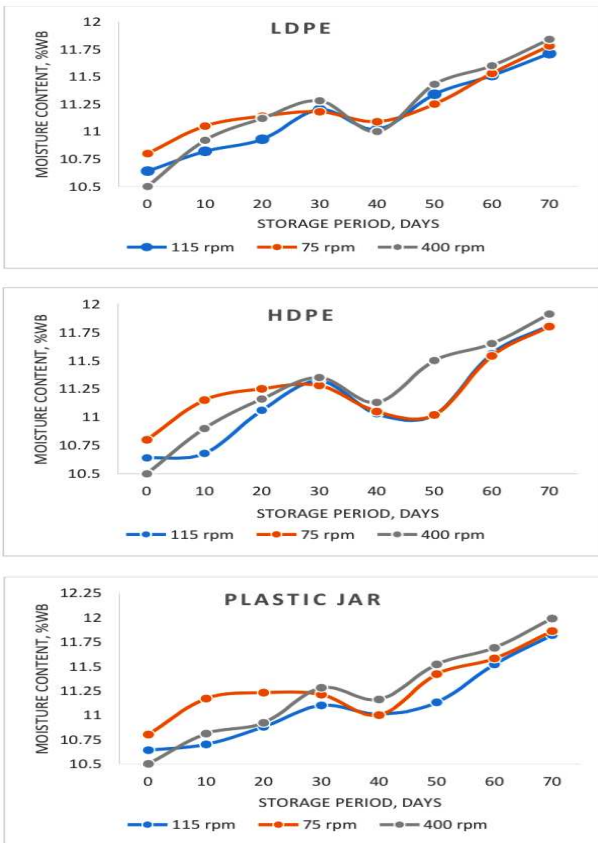 LDPE
MOISTURE CONTENT, %WB
12
11.75
11.5
11.25
11
10.75
10.5
0 10 20 30 40 50 60 70
STORAGE PERIOD, DAYS
115 rpm 75 rpm 400 rpm
HDPE
MOISTURE CONTENT, %WB
12
11.75
11.5
11.25
11
10.75
10.5
0 10 20 30 40 50 60 70
STORAGE PERIOD, DAYS
115 rpm 75 rpm 400 rpm
PLASTIC JAR
MOISTURE CONTENT, %WB
12.25
12
11.75
11.5
11.25
11
10.75
10.5
0 10 20 30 40 50 60 70
STORAGE PERIOD, DAYS
115 rpm 75 rpm 400 rpm